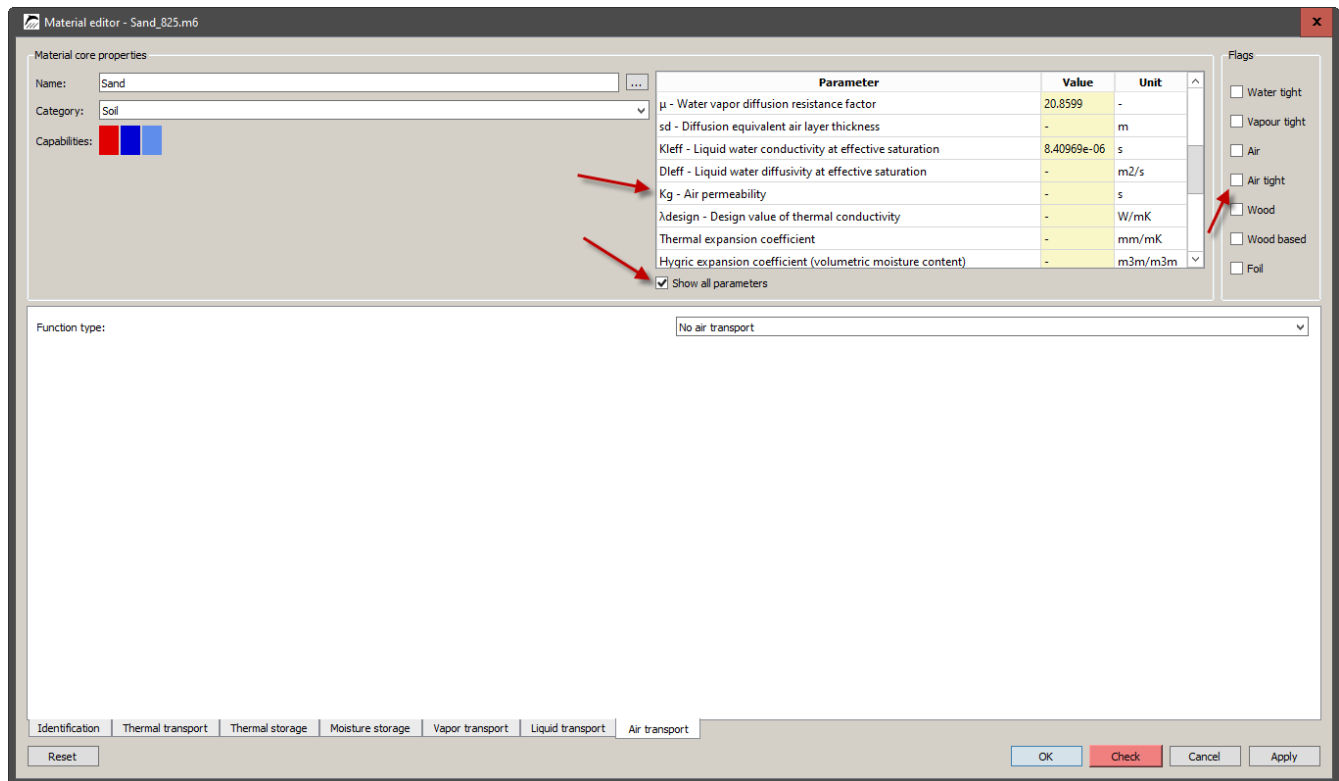 Material editor - Sand_825.m6
x
Material core properties
Name: Sand ...
Category: Soil
Capabilities:
Parameter Value Unit
μ - Water vapor diffusion resistance factor 20.8599 -
sd - Diffusion equivalent air layer thickness - m
Kleff - Liquid water conductivity at effective saturation 8.40969e-06 s
Dleff - Liquid water diffusivity at effective saturation - m2/s
Kg - Air permeability - s
λdesign - Design value of thermal conductivity - W/mK
Thermal expansion coefficient - mm/mK
Hygric expansion coefficient (volumetric moisture content) - m3m/m3m
Show all parameters
Flags
Water tight
Vapour tight
Air
Air tight
Wood
Wood based
Foil
Function type: No air transport
Identification Thermal transport Thermal storage Moisture storage Vapor transport Liquid transport Air transport
Reset OK Check Cancel Apply